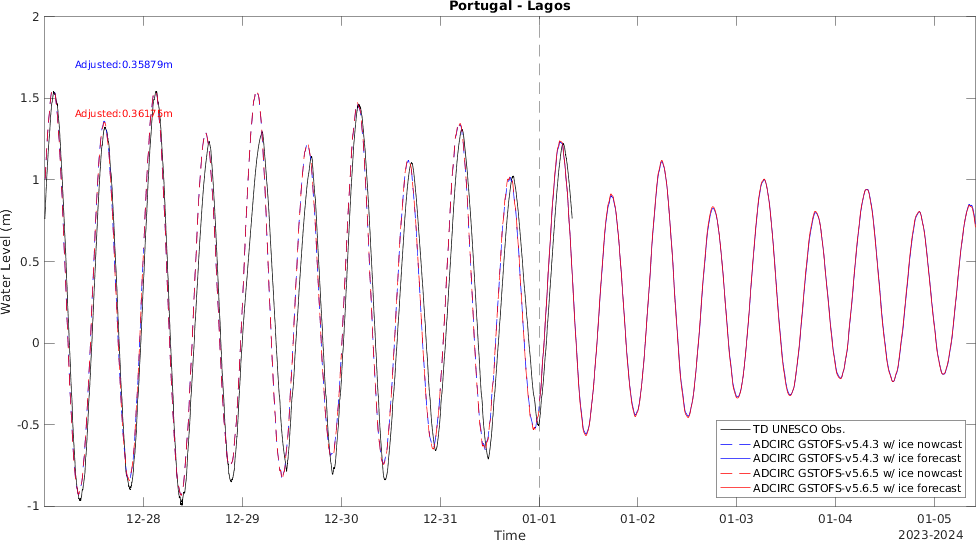 Portugal - Lagos
2
Adjusted:0.35879m
1.5
Adjusted:0.36175m
1
0.5
0
-0.5
-1
Water Level (m)
TD UNESCO Obs.
ADCIRC GSTOFS-v5.4.3 w/ ice nowcast
ADCIRC GSTOFS-v5.4.3 w/ ice forecast
ADCIRC GSTOFS-v5.6.5 w/ ice nowcast
ADCIRC GSTOFS-v5.6.5 w/ ice forecast
12-28 12-29 12-30 12-31 01-01 01-02 01-03 01-04 01-05
Time
2023-2024